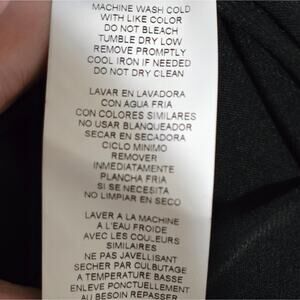 MACHINE WASH COLD
WITH LIKE COLOR
DO NOT BLEACH
TUMBLE DRY LOW
REMOVE PROMPTLY
COOL IRON IF NEEDED
DO NOT DRY CLEAN
LAVAR EN LAVADORA
CON AGUA FRIA
CON COLORES SIMILARES
NO USAR BLANQUEADOR
SECAR EN SECADORA
CICLO MINIMO
REMOVER
INMEDIATAMENTE
PLANCHA FRIA
SI SE NECESITA
NO LIMPIAR EN SECO
LAVER A LA MACHINE
A L'EAU FROIDE
AVEC LES COULEURS
SIMILAIRES
NE PAS JAVELLISANT
SECHER PAR CULBUTAGE
A TEMPERATURE BASSE
ENLEVE PONCTUELLEMENT
AU BESOIN REPASSER